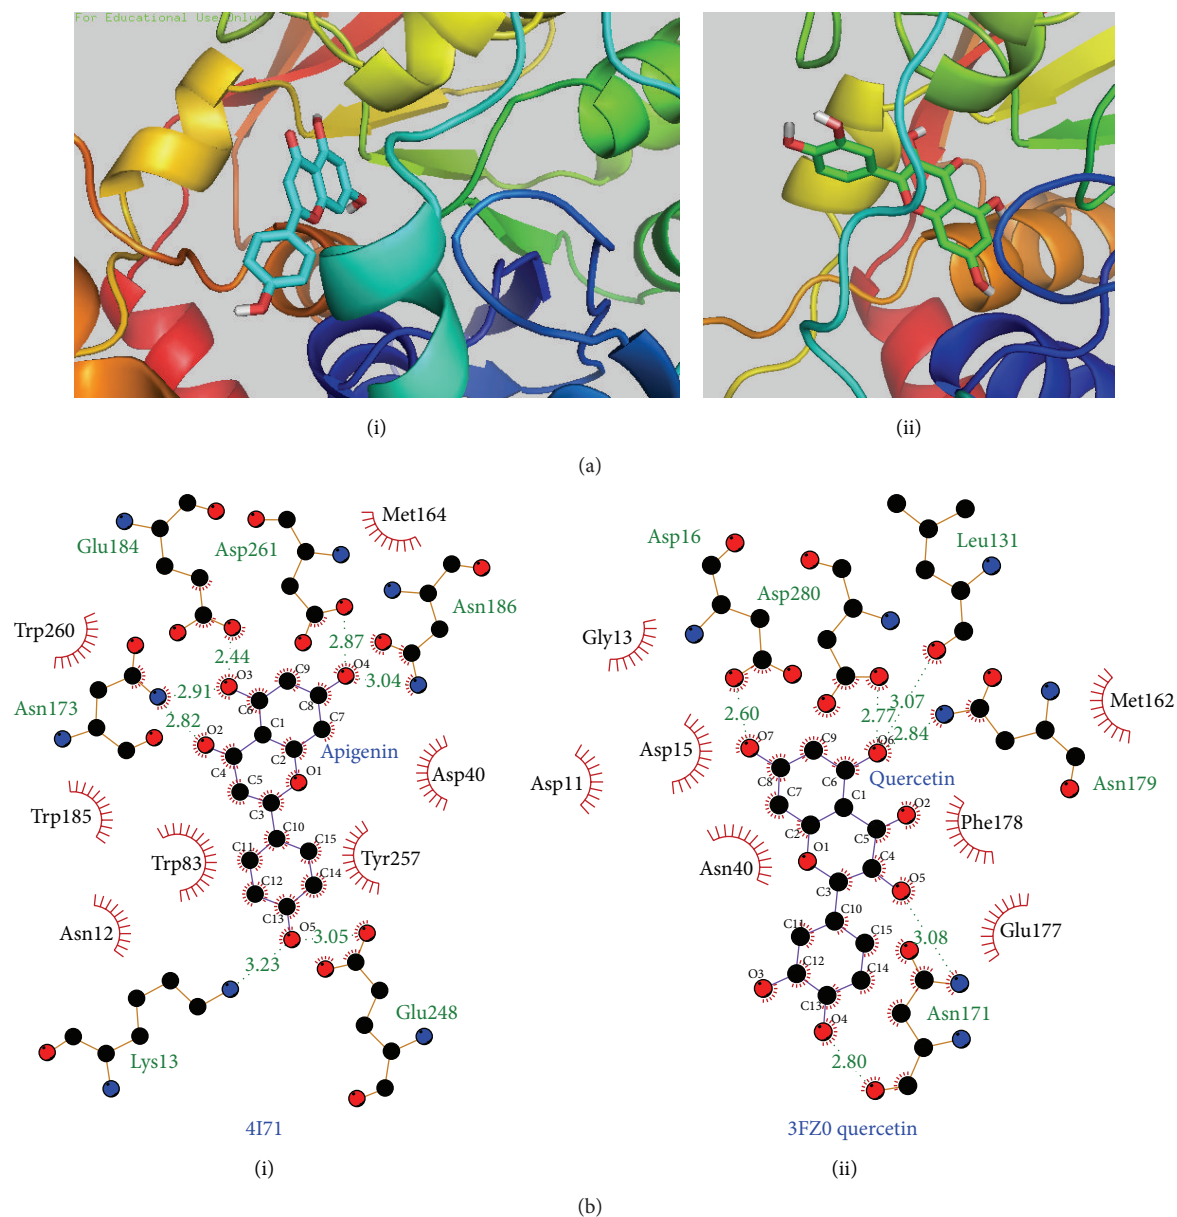 For Educational Use Only
(i)
(ii)
(a)
Glu184
Asp261
Met164
Asn186
Trp260
2.44
2.87
3.04
O3
C9
O4
C6
C8
2.91
Asn173
2.82
O2
C1
C7
C4
C2
Apigenin
C5
O1
Asp40
C3
Trp185
C10
C15
C11
Trp83
Tyr257
C12
C14
C13
Asn12
O5
3.05
3.23
Glu248
Lys13
4I71
(i)
Asp16
Leu131
Asp280
Gly13
3.07
Met162
2.60
2.77
2.84
O7
C9
O6
Asp15
Asp11
C8
C6
Quercetin
Asn179
C7
C1
O2
C2
Phe178
O1
C5
C4
Asn40
C3
O5
C10
Glu177
C11
C15
3.08
C12
C14
O3
C13
Asn171
O4
2.80
3FZ0 quercetin
(ii)
(b)